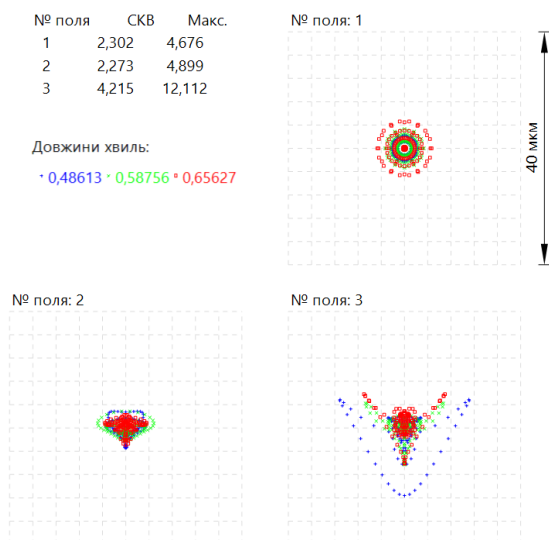 № поля СКВ Макс.
1 2,302 4,676
2 2,273 4,899
3 4,215 12,112
Довжини хвиль:
0,48613 0,58756 0,65627
№ поля: 1
40 мкм
№ поля: 2
№ поля: 3